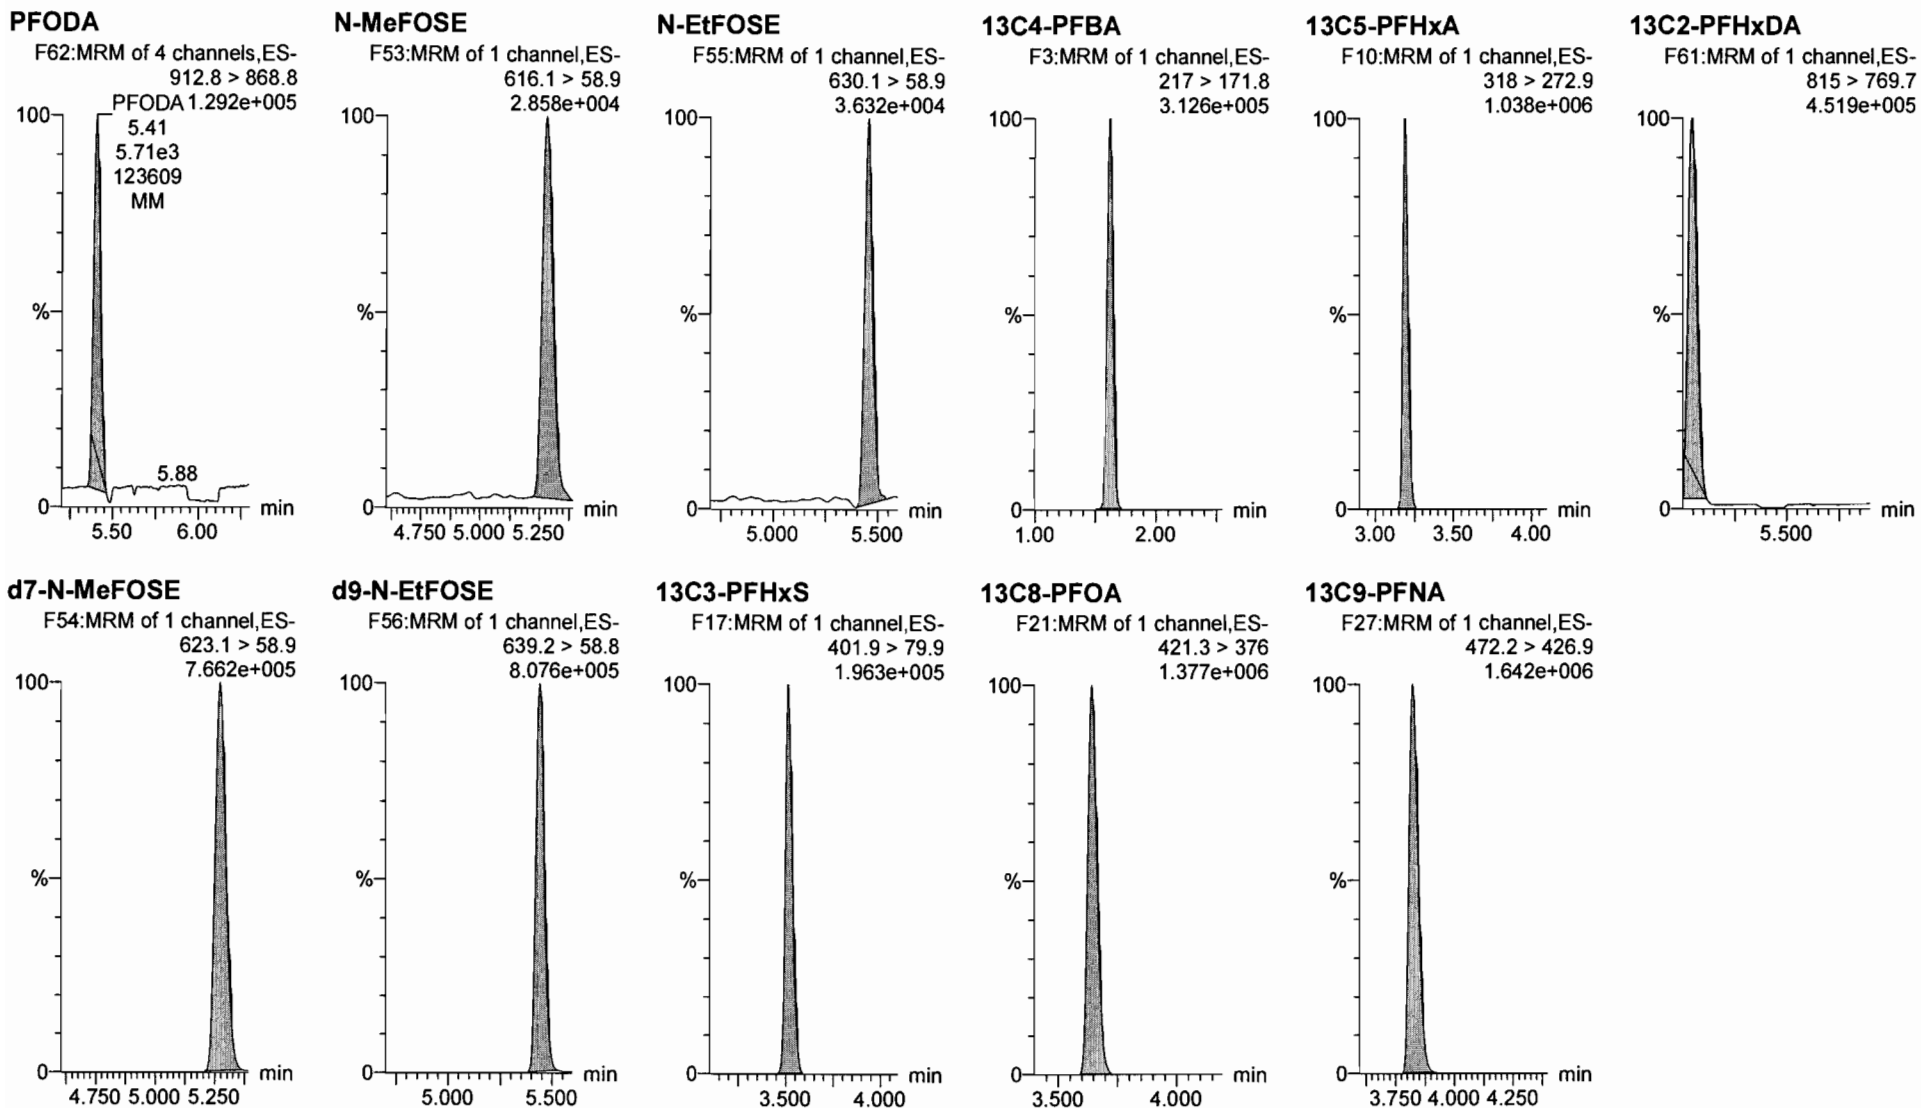 PFODA
F62:MRM of 4 channels,ES-
912.8 > 868.8
PFODA 1.292e+005
100
5.41
5.71e3
123609
MM
%
5.88
0
min
5.50 6.00
N-MeFOSE
F53:MRM of 1 channel,ES-
616.1 > 58.9
2.858e+004
100
%
0
min
4.750 5.000 5.250
N-EtFOSE
F55:MRM of 1 channel,ES-
630.1 > 58.9
3.632e+004
100
%
0
min
5.000 5.500
13C4-PFBA
F3:MRM of 1 channel,ES-
217 > 171.8
3.126e+005
100
%
0
min
1.00 2.00
13C5-PFHxA
F10:MRM of 1 channel,ES-
318 > 272.9
1.038e+006
100
%
0
min
3.00 3.50 4.00
13C2-PFHxDA
F61:MRM of 1 channel,ES-
815 > 769.7
4.519e+005
100
%
0
min
5.500
d7-N-MeFOSE
F54:MRM of 1 channel,ES-
623.1 > 58.9
7.662e+005
100
%
0
min
4.750 5.000 5.250
d9-N-EtFOSE
F56:MRM of 1 channel,ES-
639.2 > 58.8
8.076e+005
100
%
0
min
5.000 5.500
13C3-PFHxS
F17:MRM of 1 channel,ES-
401.9 > 79.9
1.963e+005
100
%
0
min
3.500 4.000
13C8-PFOA
F21:MRM of 1 channel,ES-
421.3 > 376
1.377e+006
100
%
0
min
3.500 4.000
13C9-PFNA
F27:MRM of 1 channel,ES-
472.2 > 426.9
1.642e+006
100
%
0
min
3.750 4.000 4.250